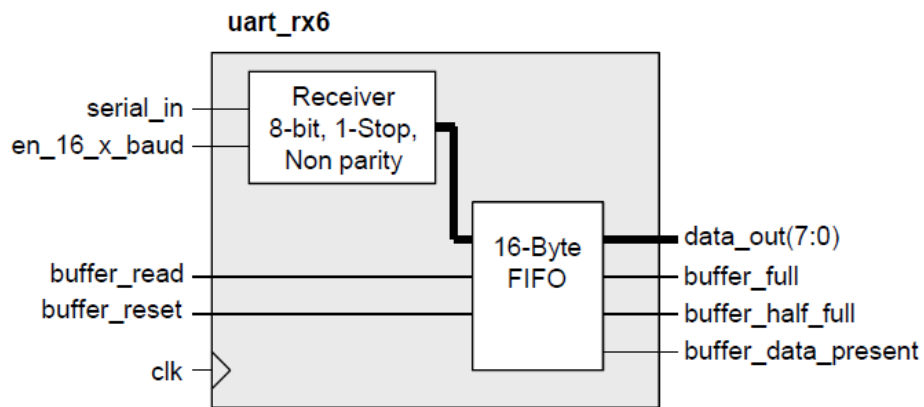 uart_rx6
serial_in
en_16_x_baud
Receiver
8-bit, 1-Stop,
Non parity
buffer_read
buffer_reset
clk
16-Byte
FIFO
data_out(7:0)
buffer_full
buffer_half_full
buffer_data_present